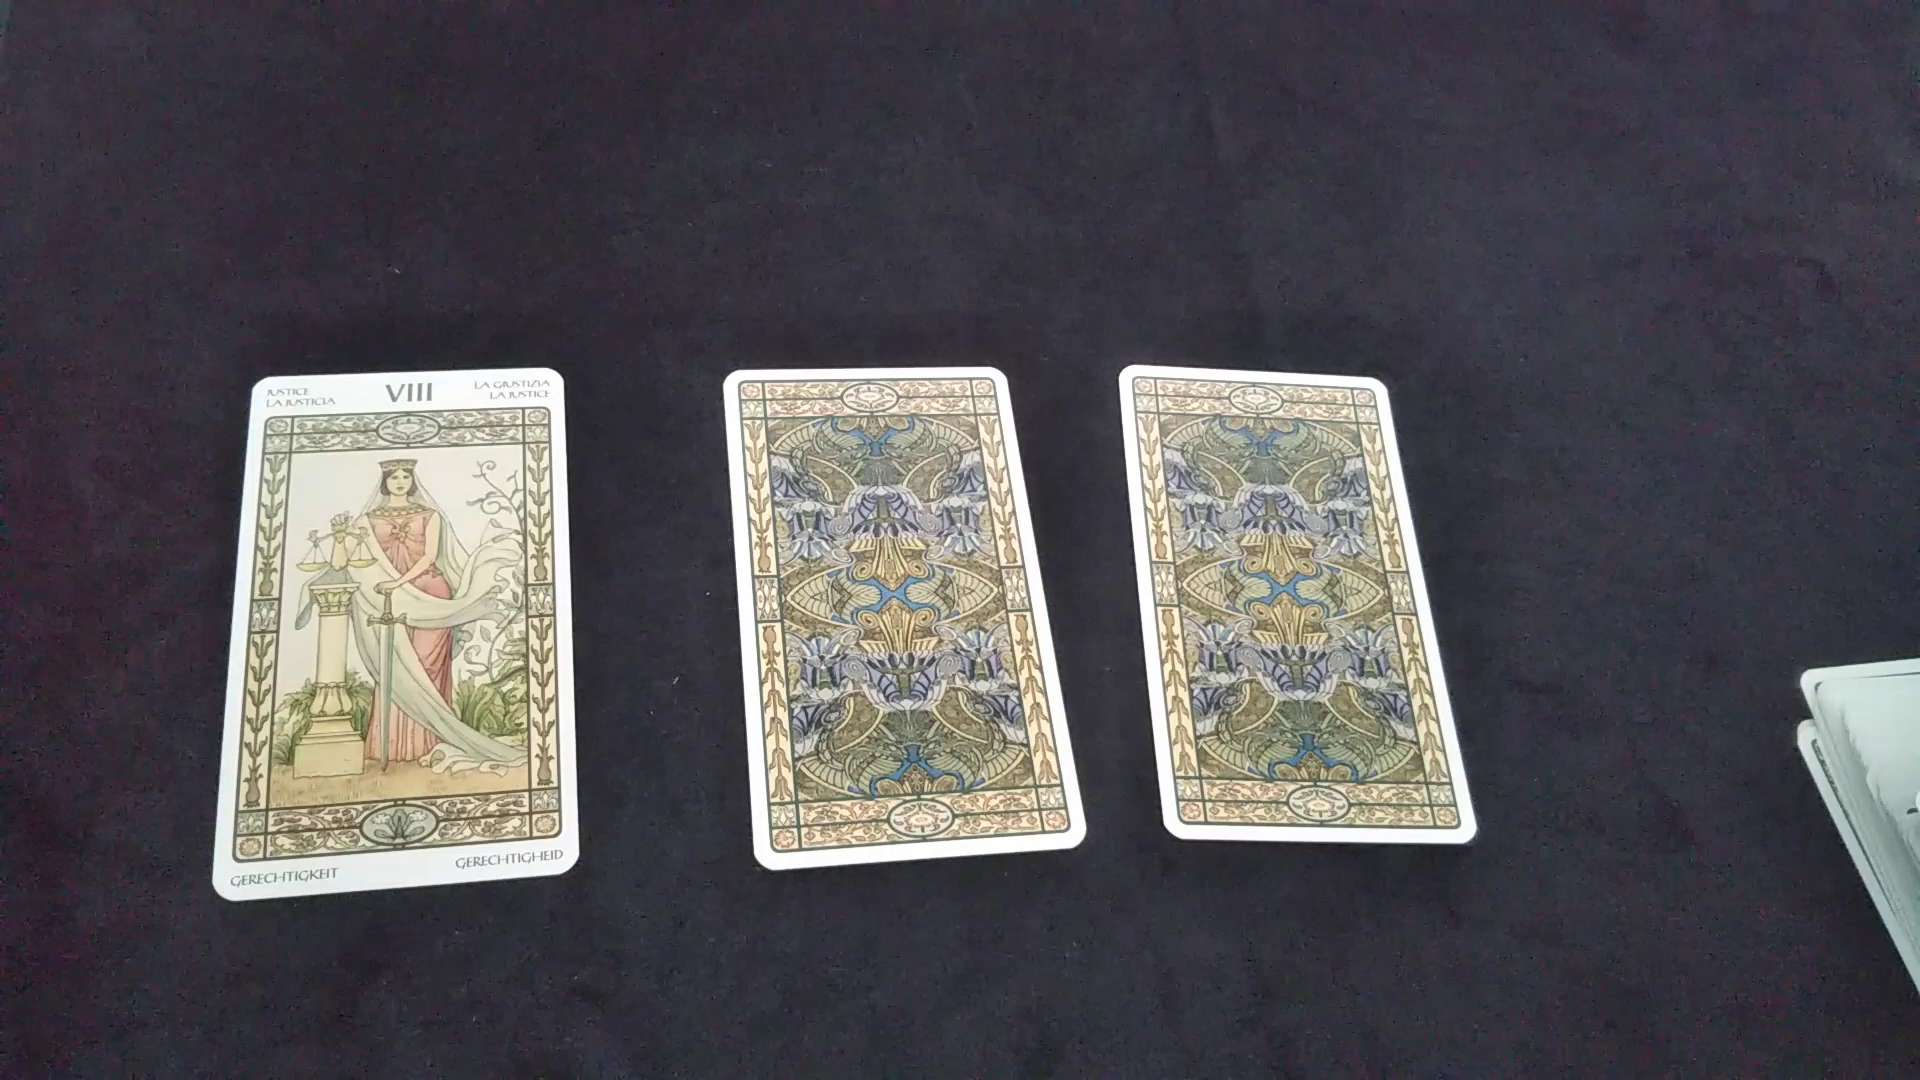 JUSTICE
LA JUSTICIA
VIII
LA GIUSTIZIA
LA JUSTICE
GERECHTIGKEIT
GERECHTIGHEID